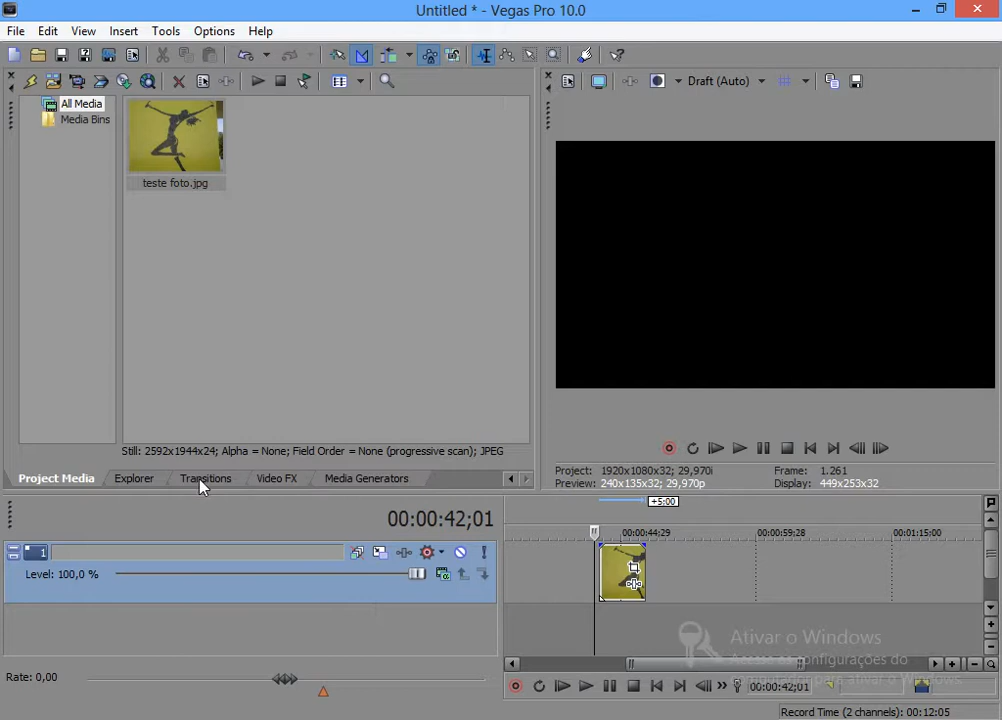 Untitled * - Vegas Pro 10.0
File Edit View Insert Tools Options Help
Draft (Auto)
All Media
Media Bins
teste foto.jpg
Still: 2592x1944x24; Alpha = None; Field Order = None (progressive scan); JPEG
Project Media Explorer Transitions Video FX Media Generators
Project: 1920x1080x32; 29,970i
Frame: 1.261
Preview: 240x135x32; 29,970p
Display: 449x253x32
+5:00
00:00:42;01
00:00:44;29 00:00:59;28 00:01:15:00
1
Level: 100,0 %
Rate: 0,00
Ativar o Windows
Acesse as configurações do
computador para ativar o Windows.
00:00:42;01
Record Time (2 channels): 00:12:05